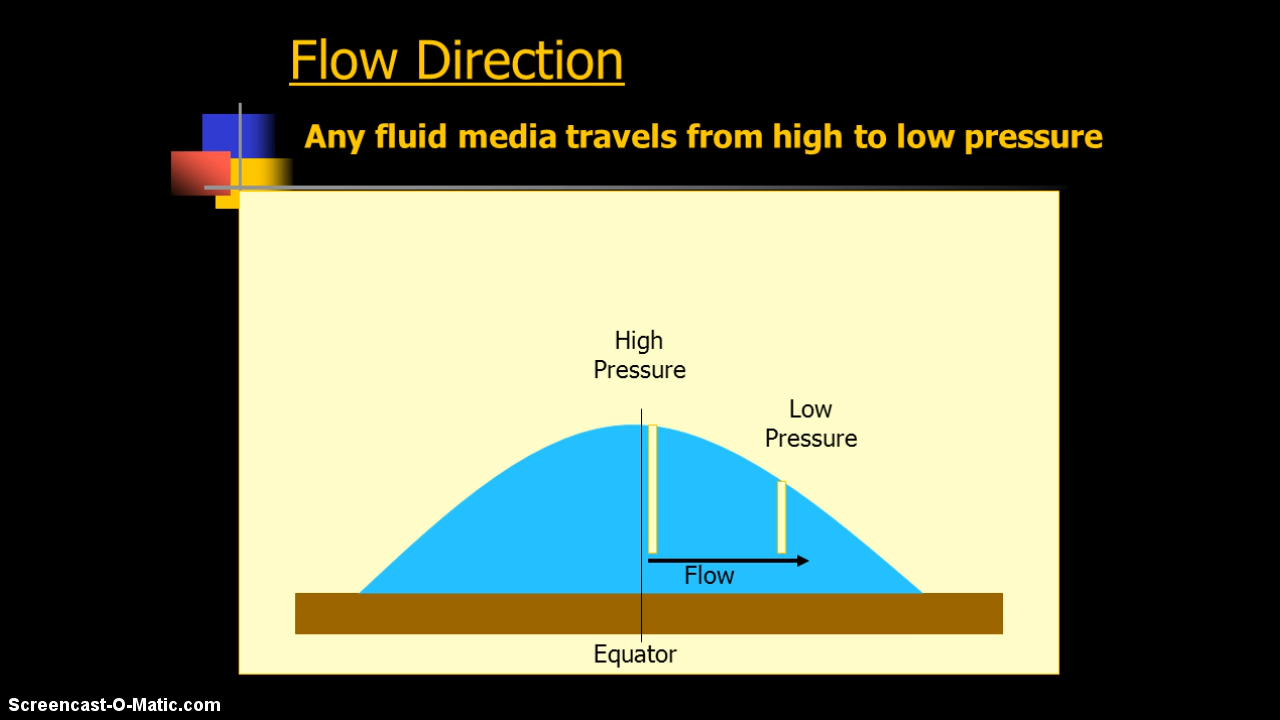 Flow Direction
Any fluid media travels from high to low pressure
High
Pressure
Low
Pressure
Flow
Equator
Screencast-O-Matic.com